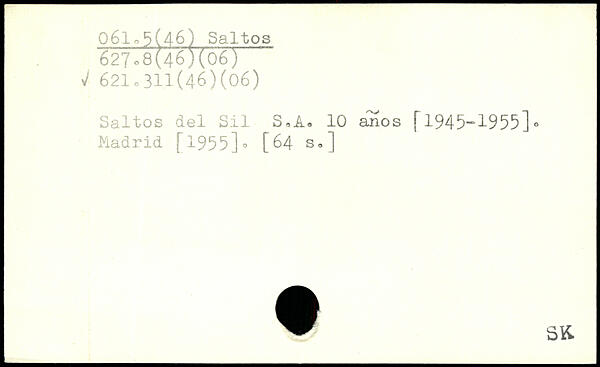 061.5(46) Saltos
627.8(46)(06)
√ 621.311(46)(06)
Saltos del Sil S.A. 10 años [1945-1955].
Madrid [1955]. [64 s.]
SK